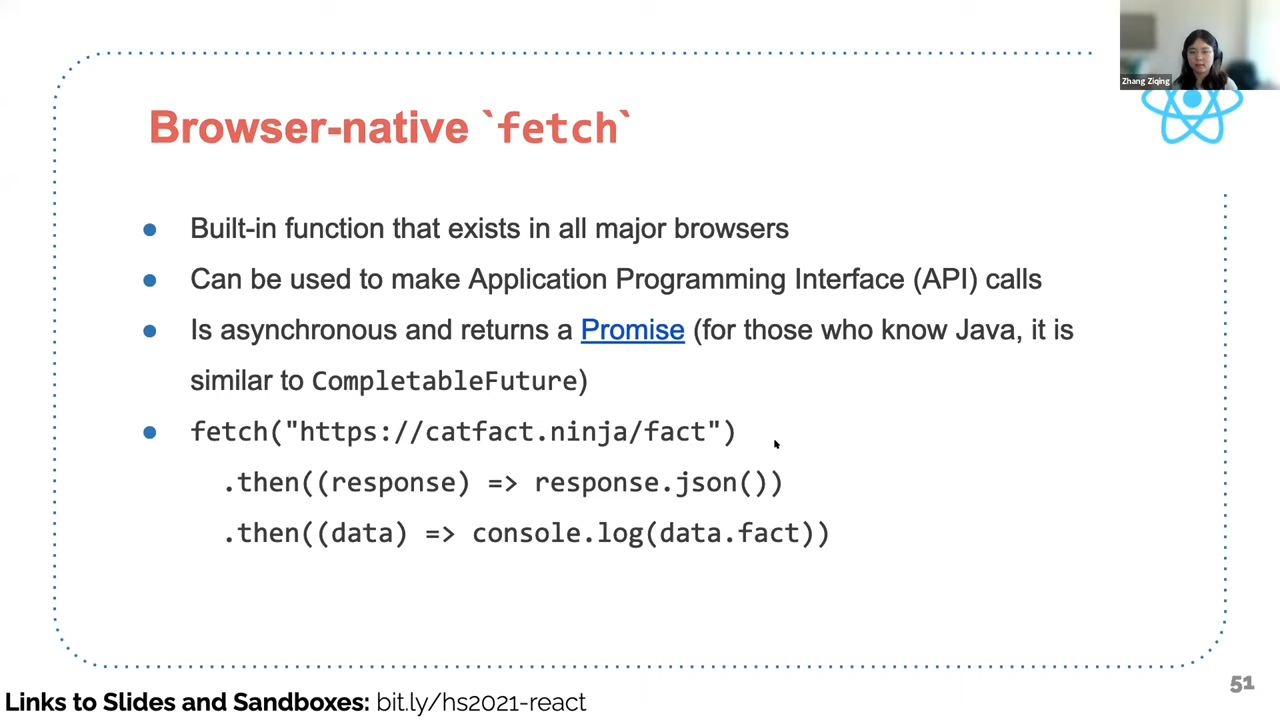 Zhang Ziqing
Browser-native `fetch`
● Built-in function that exists in all major browsers
● Can be used to make Application Programming Interface (API) calls
● Is asynchronous and returns a Promise (for those who know Java, it is
similar to CompletableFuture)
● fetch("https://catfact.ninja/fact")
.then((response) => response.json())
.then((data) => console.log(data.fact))
51
Links to Slides and Sandboxes: bit.ly/hs2021-react